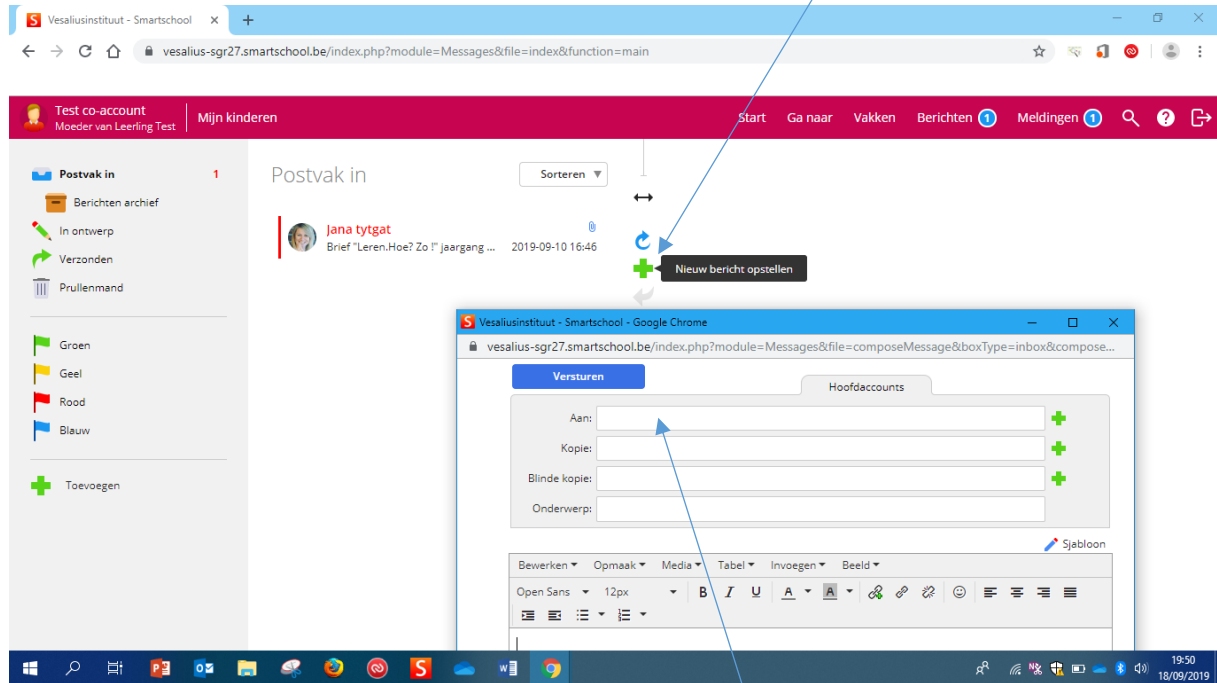 Vesaliusinstituut - Smartschool
vesalius-sgr27.smartschool.be/index.php?module=Messages&file=index&function=main
Test co-account
Moeder van Leerling Test
Mijn kinderen
Start
Ga naar
Vakken
Berichten 1
Meldingen 1
Postvak in 1
Berichten archief
In ontwerp
Verzonden
Prullenmand
Groen
Geel
Rood
Blauw
Toevoegen
Postvak in
Sorteren
Jana tytgat
Brief "Leren.Hoe? Zo !" jaargang ... 2019-09-10 16:46
Nieuw bericht opstellen
Vesaliusinstituut - Smartschool - Google Chrome
vesalius-sgr27.smartschool.be/index.php?module=Messages&file=composeMessage&boxType=inbox&compose...
Versturen
Hoofdaccounts
Aan:
Kopie:
Blinde kopie:
Onderwerp:
Sjabloon
Bewerken Opmaak Media Tabel Invoegen Beeld
Open Sans 12px B I U A A
19:50
18/09/2019